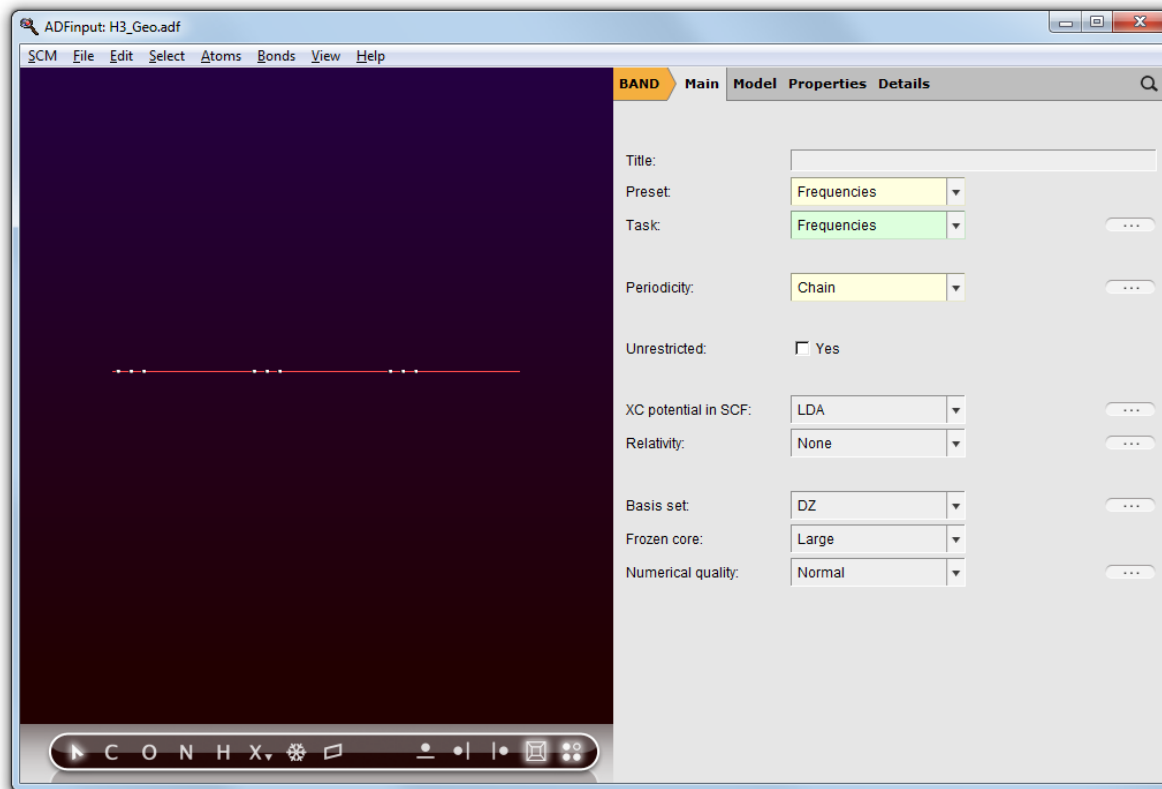 ADFinput: H3_Geo.adf
SCM File Edit Select Atoms Bonds View Help
BAND Main Model Properties Details
Title:
Preset: Frequencies
Task: Frequencies
Periodicity: Chain
Unrestricted: Yes
XC potential in SCF: LDA
Relativity: None
Basis set: DZ
Frozen core: Large
Numerical quality: Normal
C O N H X